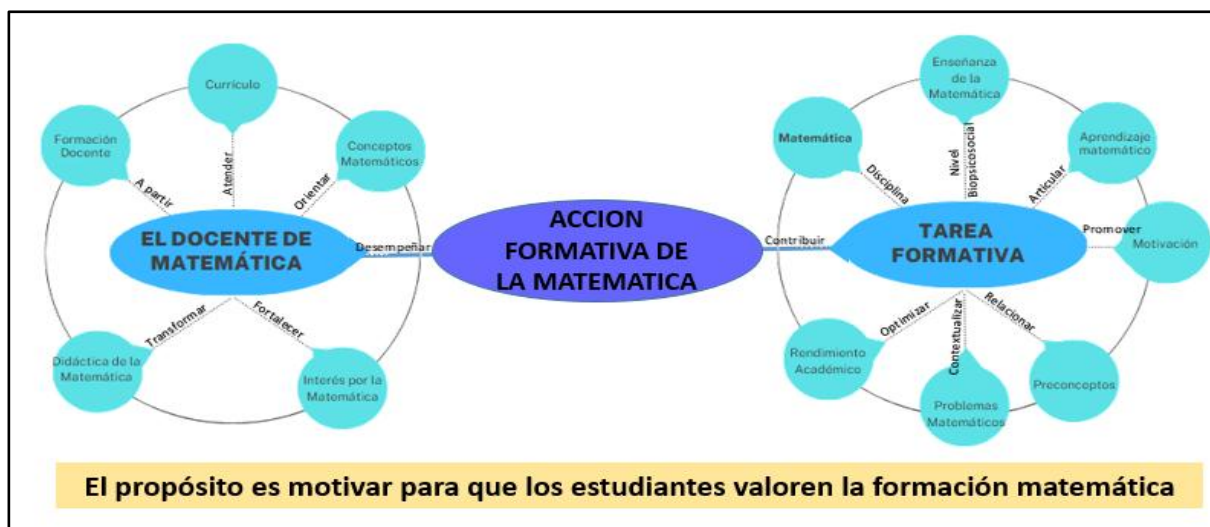 Currículo
Formación
Docente
Conceptos
Matemáticos
A partir
Atender
Orientar
EL DOCENTE DE
MATEMÁTICA
Desempeñar
Transformar
Fortalecer
Didáctica de la
Matemática
Interés por la
Matemática
ACCION
FORMATIVA DE
LA MATEMATICA
Contribuir
Enseñanza
de la
Matemática
Matemática
Aprendizaje
matemático
Disciplina
Nivel
Biopsicosocial
Articular
TAREA
FORMATIVA
Promover
Motivación
Optimizar
Contextualizar
Relacionar
Rendimiento
Académico
Problemas
Matemáticos
Preconceptos
El propósito es motivar para que los estudiantes valoren la formación matemática